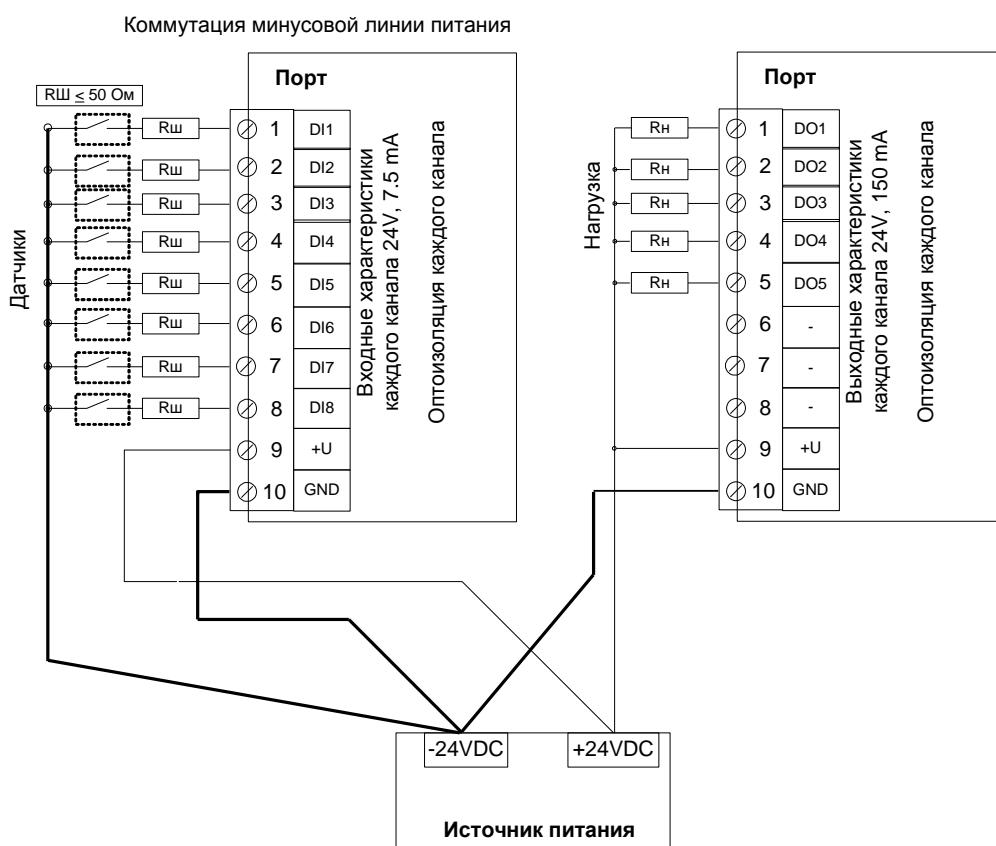 Коммутация минусовой линии питания
Порт
RШ ≤ 50 Ом
Датчики
Rш
Rш
Rш
Rш
Rш
Rш
Rш
Rш
1 DI1
2 DI2
3 DI3
4 DI4
5 DI5
6 DI6
7 DI7
8 DI8
9 +U
10 GND
Входные характеристики
каждого канала 24V, 7.5 mA
Оптоизоляция каждого канала
Порт
Нагрузка
Rн
Rн
Rн
Rн
Rн
1 DO1
2 DO2
3 DO3
4 DO4
5 DO5
6 -
7 -
8 -
9 +U
10 GND
Выходные характеристики
каждого канала 24V, 150 mA
Оптоизоляция каждого канала
-24VDC
+24VDC
Источник питания